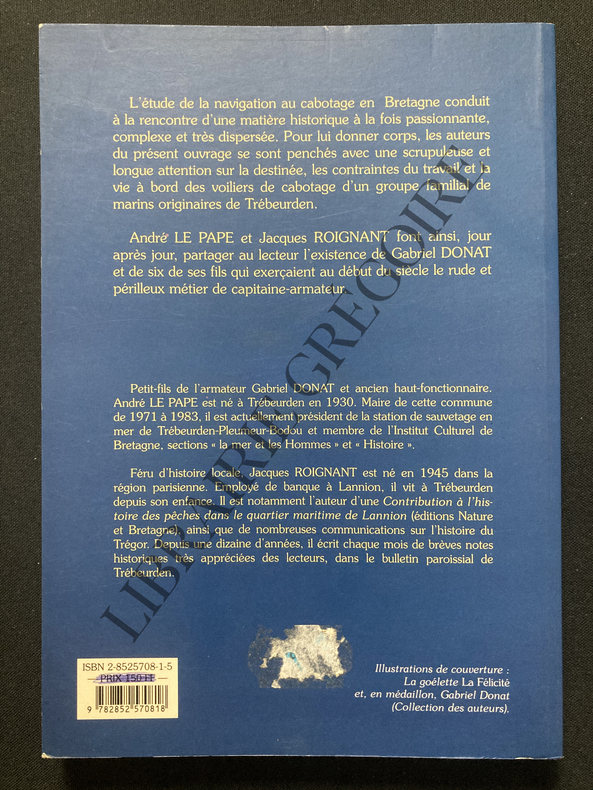 L'étude de la navigation au cabotage en Bretagne conduit
à la rencontre d'une matière historique à la fois passionnante,
complexe et très dispersée. Pour lui donner corps, les auteurs
du présent ouvrage se sont penchés avec une scrupuleuse et
longue attention sur la destinée, les contraintes du travail et la
vie à bord des voiliers de cabotage d'un groupe familial de
marins originaires de Trébeurden.
André LE PAPE et Jacques ROIGNANT font ainsi, jour
après jour, partager au lecteur l'existence de Gabriel DONAT
et de six de ses fils qui exerçaient au début du siècle le rude et
périlleux métier de capitaine-armateur.
Petit-fils de l'armateur Gabriel DONAT et ancien haut-fonctionnaire.
André LE PAPE est né à Trébeurden en 1930. Maire de cette commune
de 1971 à 1983, il est actuellement président de la station de sauvetage en
mer de Trébeurden-Pleumeur-Bodou et membre de l'Institut Culturel de
Bretagne, sections « la mer et les Hommes » et « Histoire ».
Féru d'histoire locale, Jacques ROIGNANT est né en 1945 dans la
région parisienne. Employé de banque à Lannion, il vit à Trébeurden
depuis son enfance. Il est notamment l'auteur d'une Contribution à l'his-
toire des pêches dans le quartier maritime de Lannion (éditions Nature
et Bretagne), ainsi que de nombreuses communications sur l'histoire du
Trégor. Depuis une dizaine d'années, il écrit chaque mois de brèves notes
historiques très appréciées des lecteurs, dans le bulletin paroissial de
Trébeurden.
LIBRAIRIE GREGOIRE
ISBN 2-8525708-1-5
PRIX 150 FF
9 782852 570818
Illustrations de couverture :
La goélette La Félicité
et, en médaillon, Gabriel Donat
(Collection des auteurs).